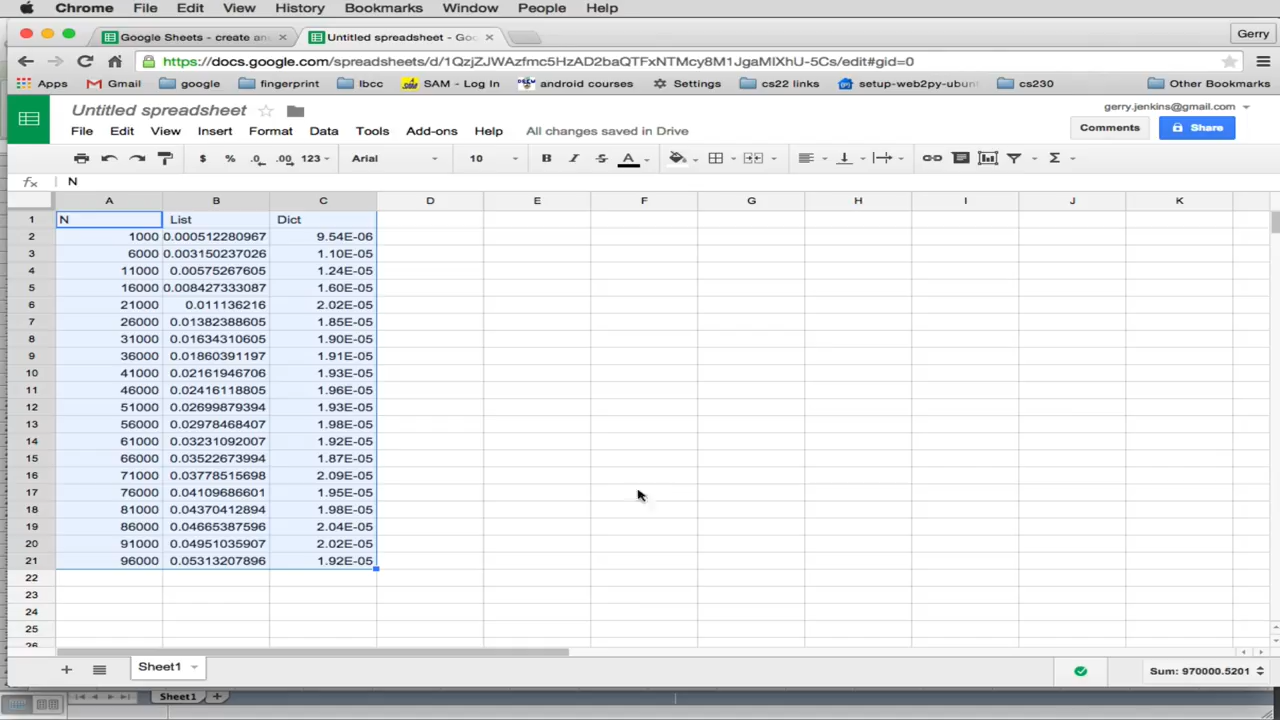 Chrome File Edit View History Bookmarks Window People Help
Google Sheets - create an Untitled spreadsheet - Goo Gerry
https://docs.google.com/spreadsheets/d/1QzjZJWAzfmc5HzAD2baQTFxNTMcy8M1JgaMlXhU-5Cs/edit#gid=0
Apps Gmail google fingerprint lbcc SAM - Log In android courses Settings cs22 links setup-web2py-ubunt cs230 Other Bookmarks
Untitled spreadsheet gerry.jenkins@gmail.com
File Edit View Insert Format Data Tools Add-ons Help All changes saved in Drive Comments Share
$ % .0 .00 123 Arial 10 B I S A Σ
fx N
A B C D E F G H I J K
1 N List Dict
2 1000 0.000512280967 9.54E-06
3 6000 0.003150237026 1.10E-05
4 11000 0.00575267605 1.24E-05
5 16000 0.008427333087 1.60E-05
6 21000 0.011136216 2.02E-05
7 26000 0.01382388605 1.85E-05
8 31000 0.01634310605 1.90E-05
9 36000 0.01860391197 1.91E-05
10 41000 0.02161946706 1.93E-05
11 46000 0.02416118805 1.96E-05
12 51000 0.02699879394 1.93E-05
13 56000 0.02978468407 1.98E-05
14 61000 0.03231092007 1.92E-05
15 66000 0.03522673994 1.87E-05
16 71000 0.03778515698 2.09E-05
17 76000 0.04109686601 1.95E-05
18 81000 0.04370412894 1.98E-05
19 86000 0.04665387596 2.04E-05
20 91000 0.04951035907 2.02E-05
21 96000 0.05313207896 1.92E-05
22
23
24
25
26
+ Sheet1 Sum: 970000.5201
Sheet1 +